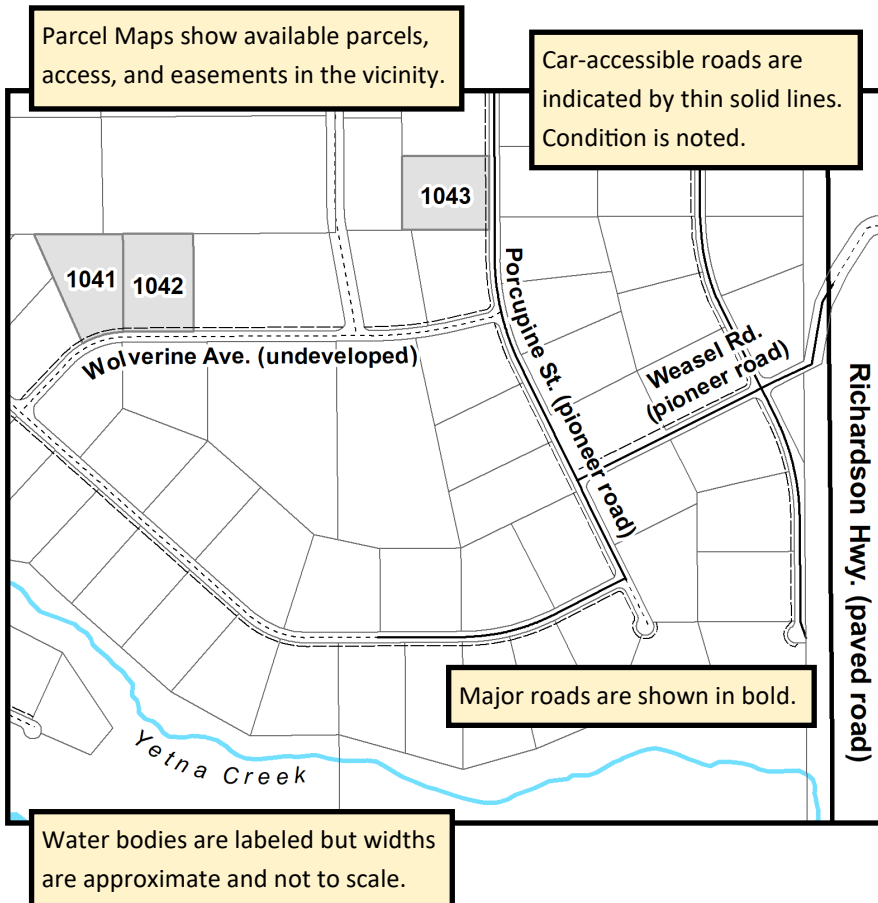 Parcel Maps show available parcels,
access, and easements in the vicinity.
Car-accessible roads are
indicated by thin solid lines.
Condition is noted.
1043
1041
1042
Wolverine Ave. (undeveloped)
Porcupine St. (pioneer road)
Weasel Rd.
(pioneer road)
Richardson Hwy. (paved road)
Major roads are shown in bold.
Yetna Creek
Water bodies are labeled but widths
are approximate and not to scale.